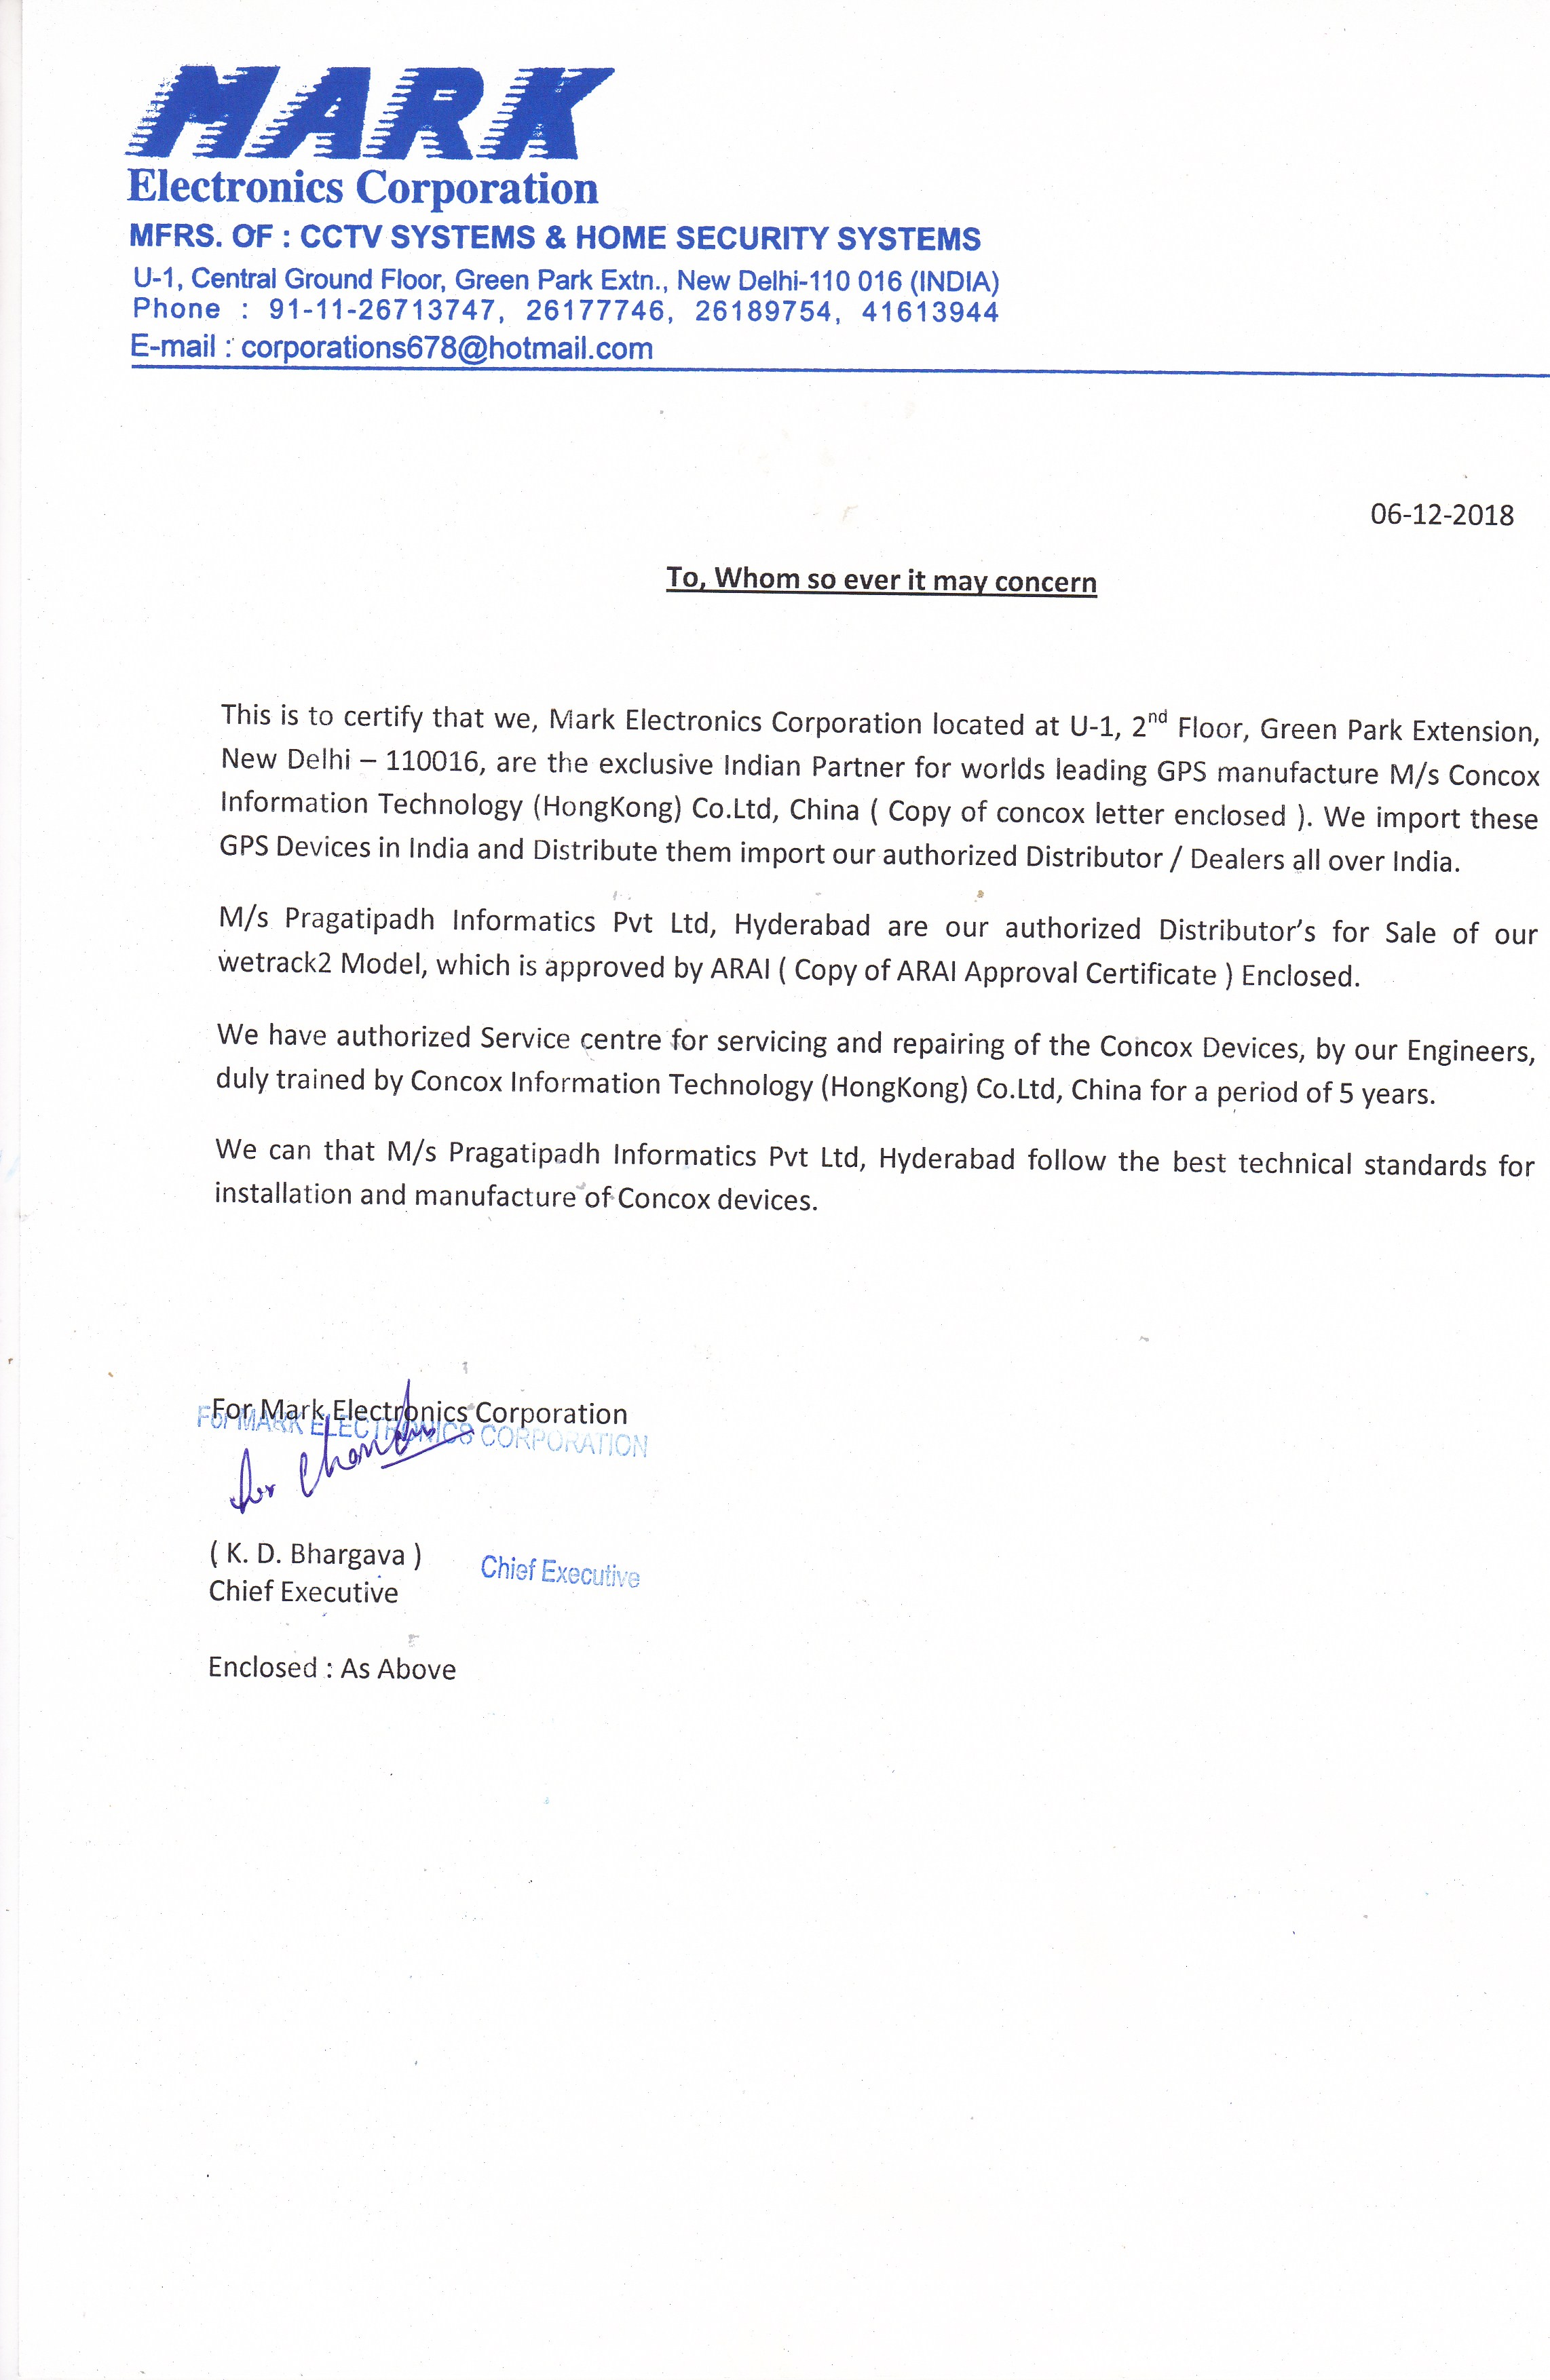 MARK
Electronics Corporation
MFRS. OF : CCTV SYSTEMS & HOME SECURITY SYSTEMS
U-1, Central Ground Floor, Green Park Extn., New Delhi-110 016 (INDIA)
Phone : 91-11-26713747, 26177746, 26189754, 41613944
E-mail : corporations678@hotmail.com
06-12-2018
To, Whom so ever it may concern
This is to certify that we, Mark Electronics Corporation located at U-1, 2nd Floor, Green Park Extension,
New Delhi – 110016, are the exclusive Indian Partner for worlds leading GPS manufacture M/s Concox
Information Technology (HongKong) Co.Ltd, China ( Copy of concox letter enclosed ). We import these
GPS Devices in India and Distribute them import our authorized Distributor / Dealers all over India.
M/s Pragatipadh Informatics Pvt Ltd, Hyderabad are our authorized Distributor's for Sale of our
wetrack2 Model, which is approved by ARAI ( Copy of ARAI Approval Certificate ) Enclosed.
We have authorized Service centre for servicing and repairing of the Concox Devices, by our Engineers,
duly trained by Concox Information Technology (HongKong) Co.Ltd, China for a period of 5 years.
We can that M/s Pragatipadh Informatics Pvt Ltd, Hyderabad follow the best technical standards for
installation and manufacture of Concox devices.
For Mark Electronics Corporation
For MARK ELECTRONICS CORPORATION
( K. D. Bhargava )
Chief Executive
Chief Executive
Enclosed : As Above